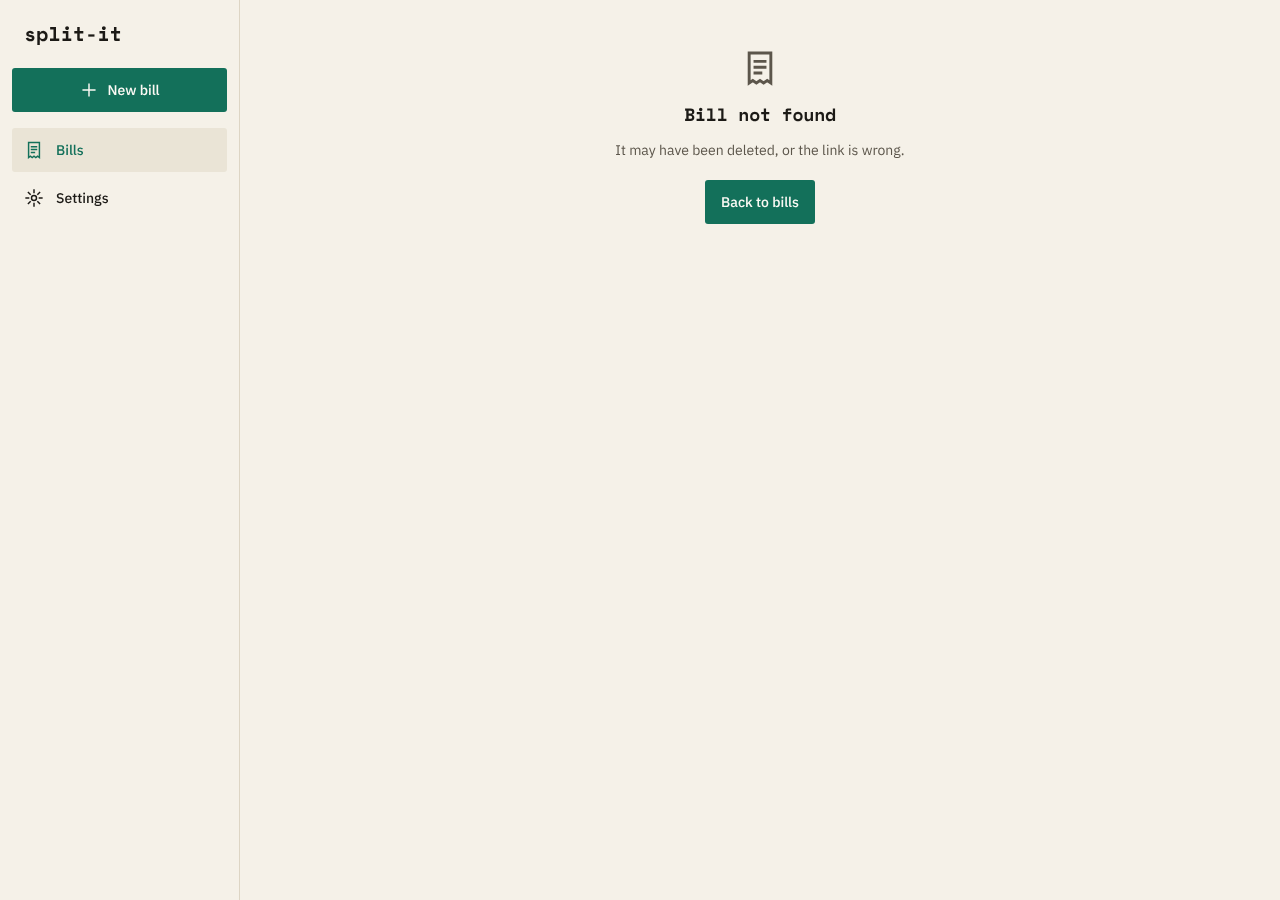 split-it
New bill
Bills
Settings
Bill not found
It may have been deleted, or the link is wrong.
Back to bills